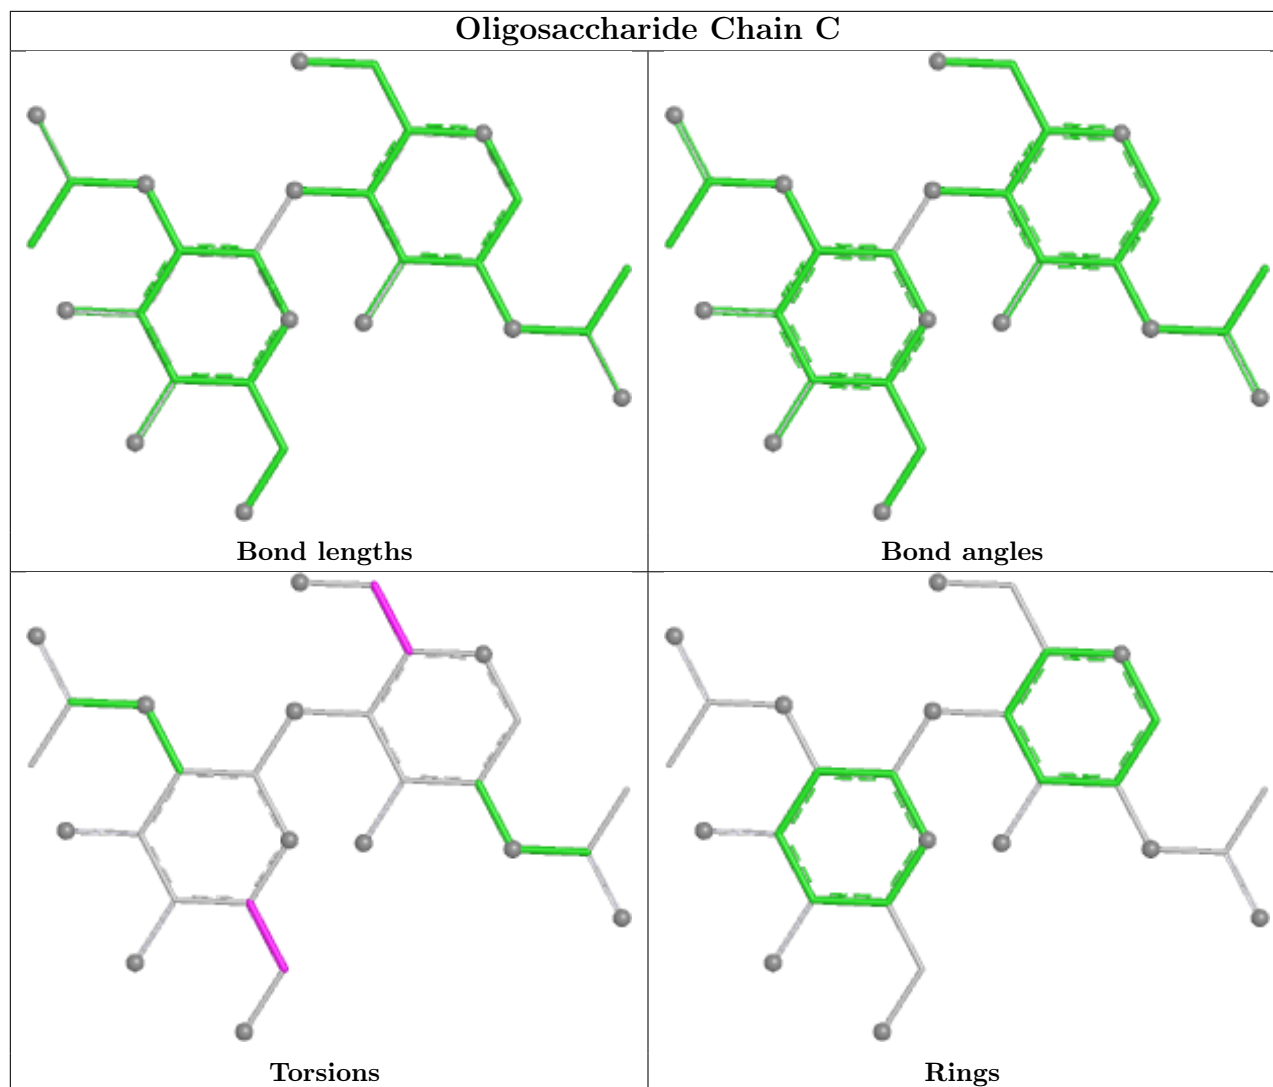 Oligosaccharide Chain C
Bond lengths
Bond angles
Torsions
Rings